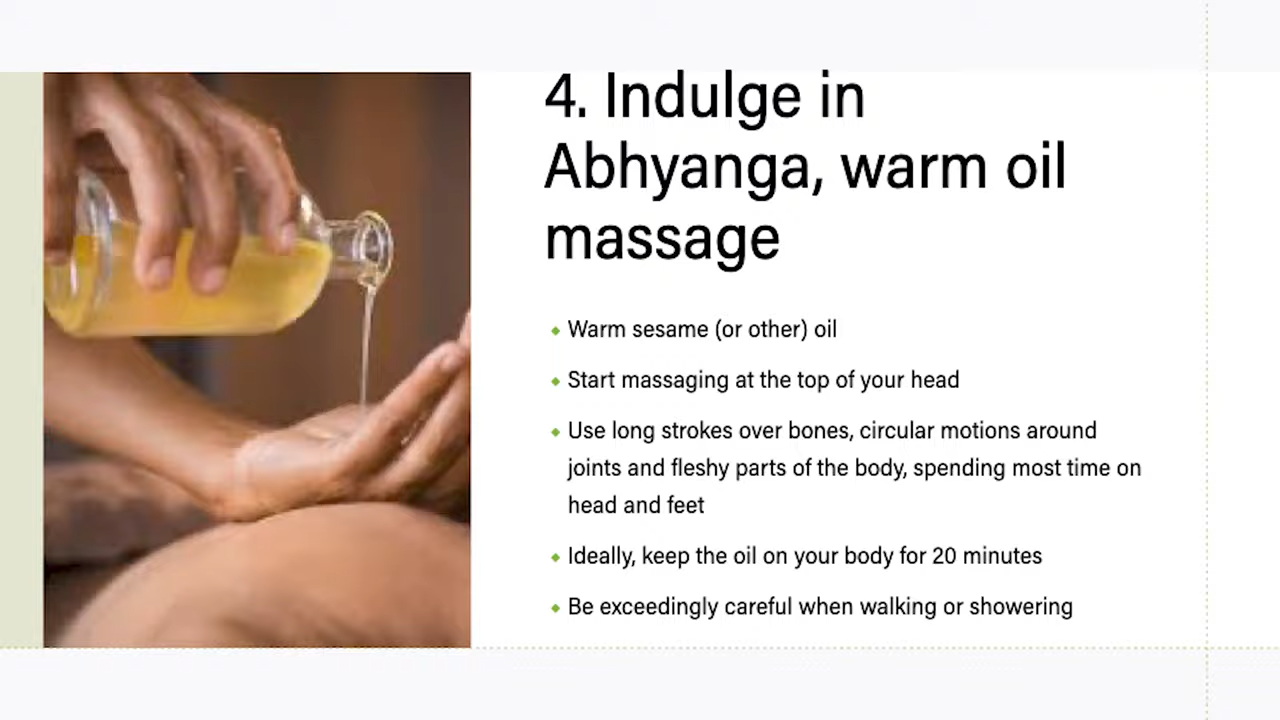 4. Indulge in
Abhyanga, warm oil
massage
Warm sesame (or other) oil
Start massaging at the top of your head
Use long strokes over bones, circular motions around
joints and fleshy parts of the body, spending most time on
head and feet
Ideally, keep the oil on your body for 20 minutes
Be exceedingly careful when walking or showering